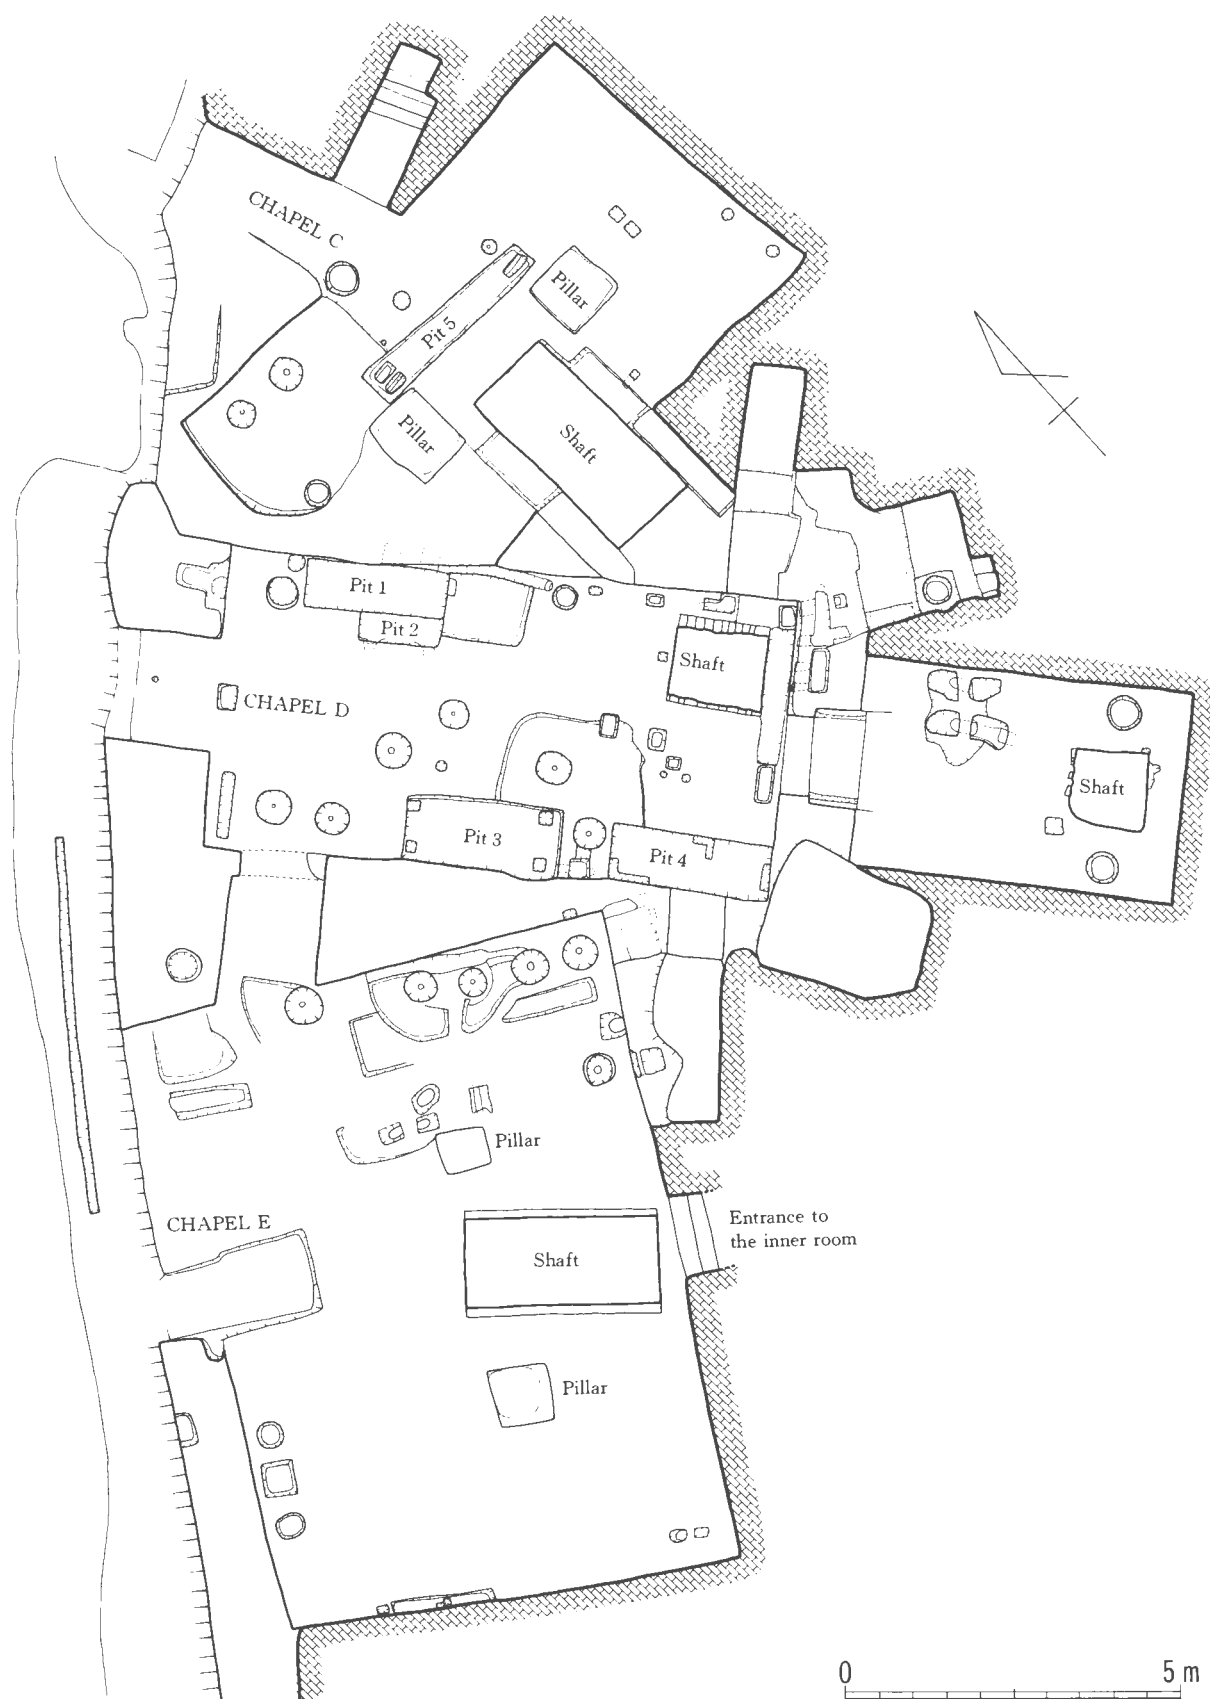 CHAPEL C
Pillar
Pit 5
Pillar
Shaft
Pit 1
Pit 2
Shaft
CHAPEL D
Shaft
Pit 3
Pit 4
Pillar
CHAPEL E
Entrance to
the inner room
Shaft
Pillar
0 5 m